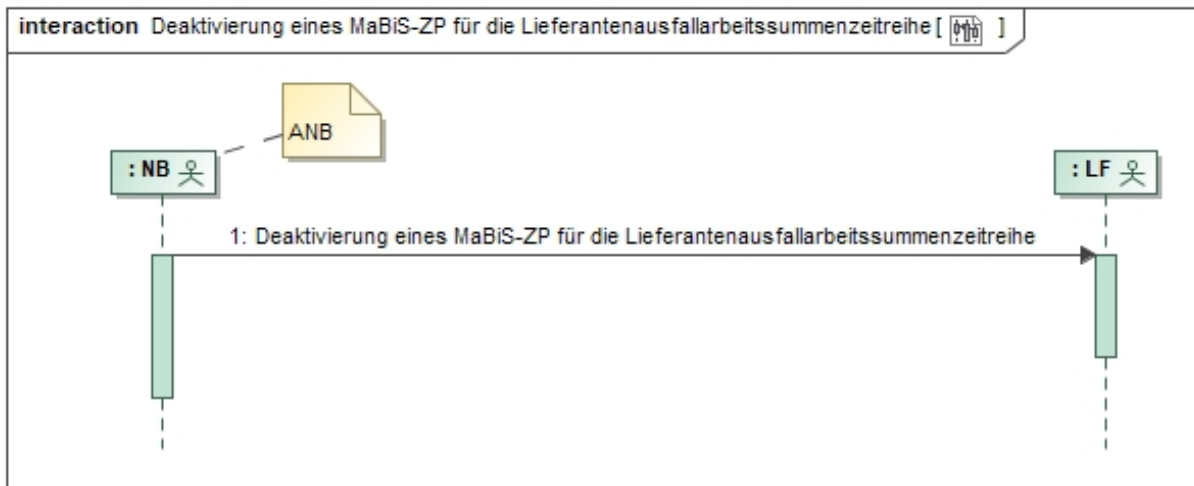 interaction Deaktivierung eines MaBiS-ZP für die Lieferantenausfallarbeitssummenzeitreihe [ ]
ANB
: NB
: LF
1: Deaktivierung eines MaBiS-ZP für die Lieferantenausfallarbeitssummenzeitreihe